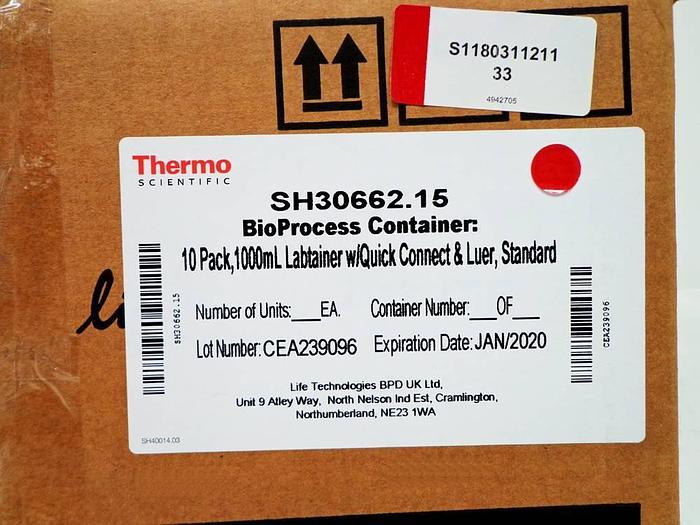 S1180311211
33
4942705
Thermo
SCIENTIFIC
SH30662.15
BioProcess Container:
10 Pack,1000mL Labtainer w/Quick Connect & Luer, Standard
Number of Units:___EA. Container Number:___OF___
Lot Number:CEA239096 Expiration Date:JAN/2020
SH30662.15
CEA239096
Life Technologies BPD UK Ltd,
Unit 9 Atley Way, North Nelson Ind Est, Cramlington,
Northumberland, NE23 1WA
SH40014.03